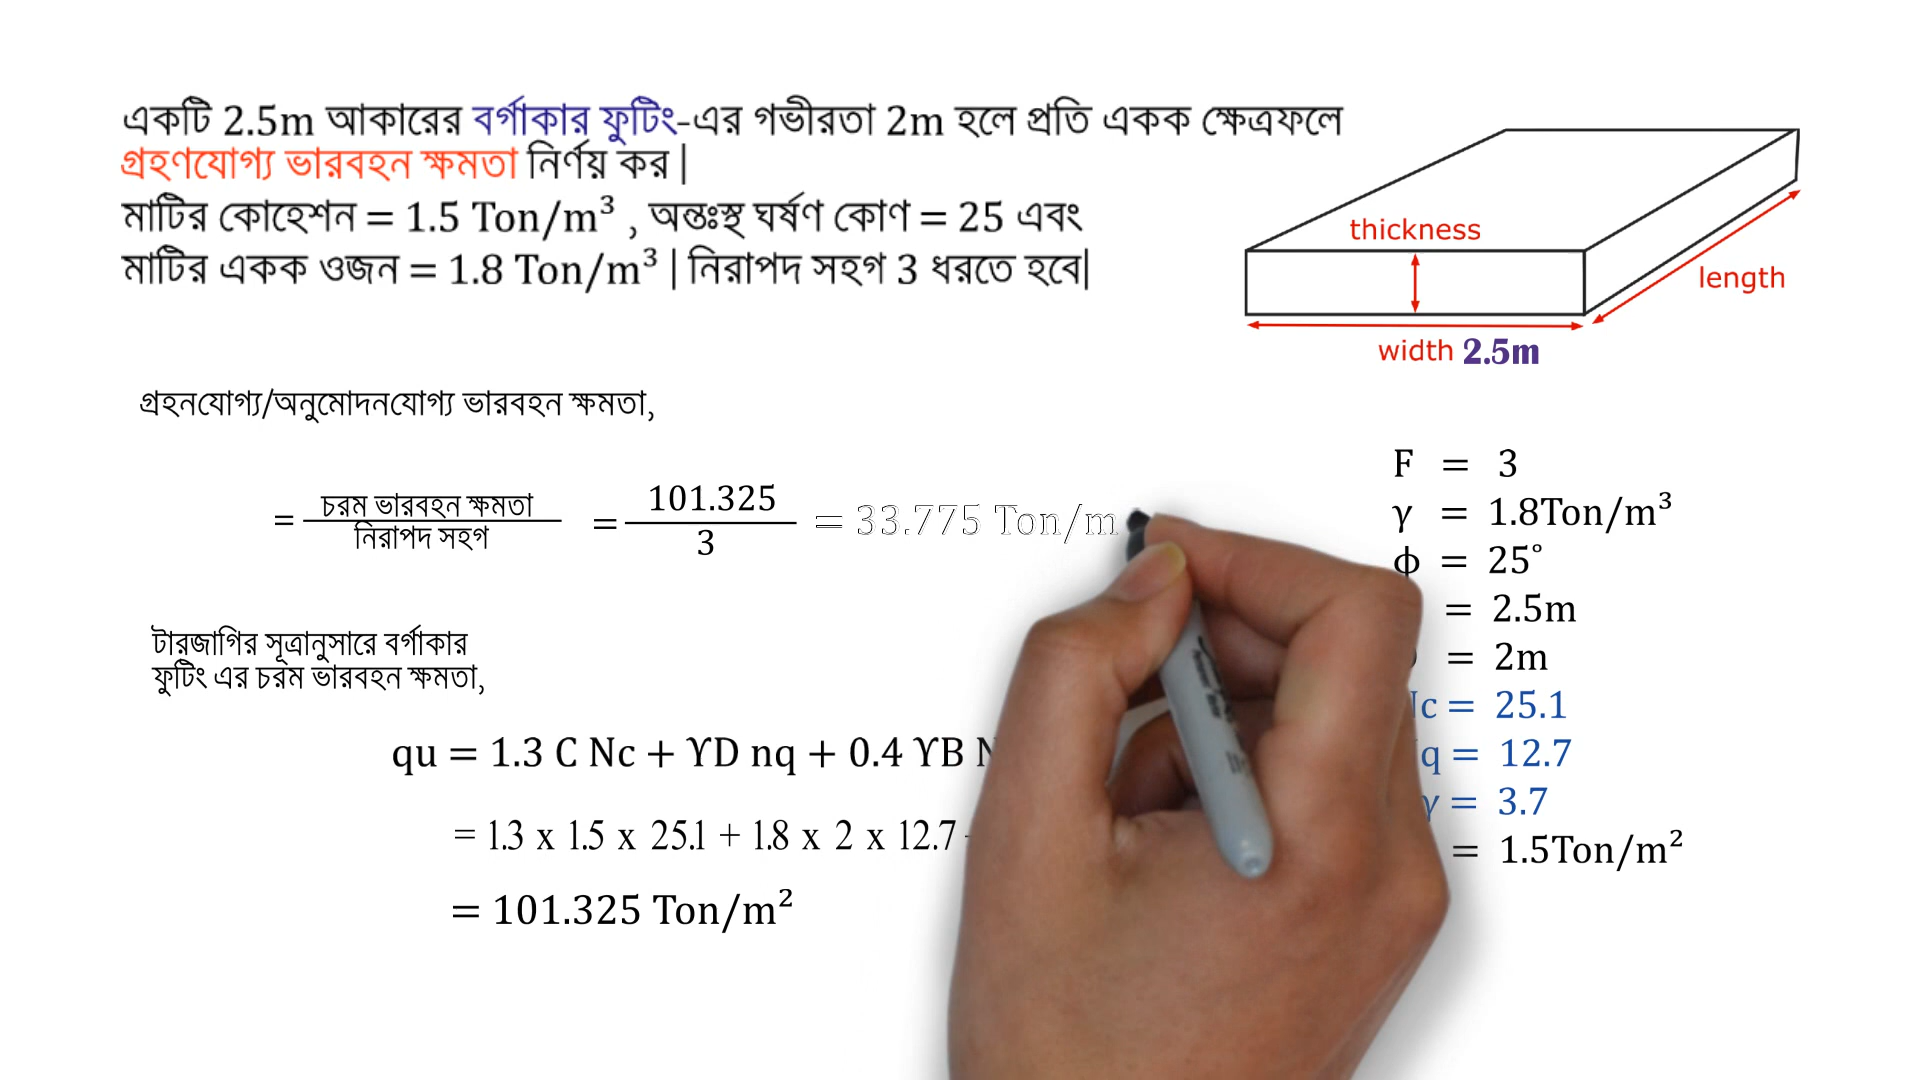 একটি 2.5m আকারের বর্গাকার ফুটিং-এর গভীরতা 2m হলে প্রতি একক ক্ষেত্রফলে
গ্রহণযোগ্য ভারবহন ক্ষমতা নির্ণয় কর|
মাটির কোহেশন = 1.5 Ton/m³ , অন্তঃস্থ ঘর্ষণ কোণ = 25 এবং
মাটির একক ওজন = 1.8 Ton/m³ | নিরাপদ সহগ 3 ধরতে হবে|
thickness
length
width 2.5m
গ্রহনযোগ্য/অনুমোদনযোগ্য ভারবহন ক্ষমতা,
= চরম ভারবহন ক্ষমতা
নিরাপদ সহগ
= 101.325
3
= 33.775 Ton/m
টারজাগির সূত্রানুসারে বর্গাকার
ফুটিং এর চরম ভারবহন ক্ষমতা,
qu = 1.3 C Nc + ϒD nq + 0.4 ϒB
= 1.3 x 1.5 x 25.1 + 1.8 x 2 x 12.7
= 101.325 Ton/m²
F = 3
γ = 1.8Ton/m³
ϕ = 25°
= 2.5m
= 2m
c = 25.1
q = 12.7
γ = 3.7
= 1.5Ton/m²